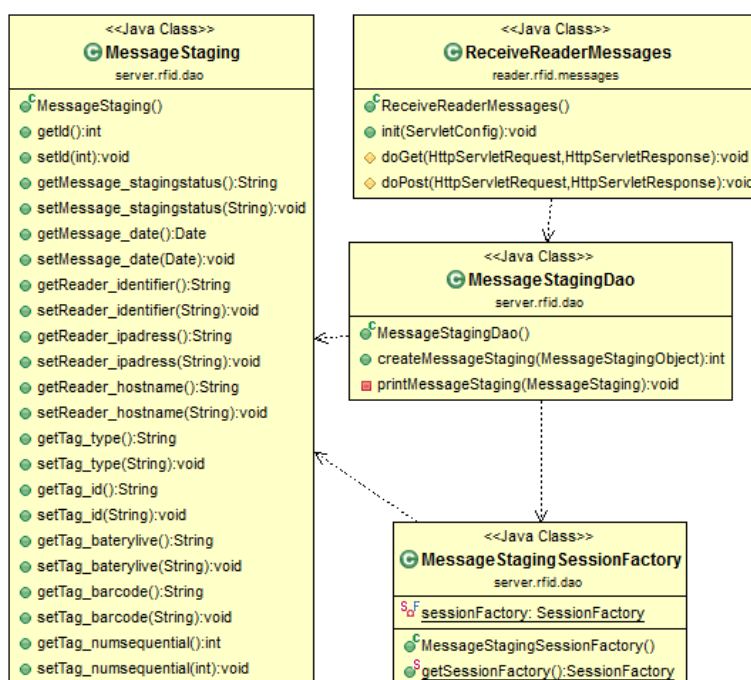 <<Java Class>>
MessageStaging
server.rfid.dao
MessageStaging()
getId():int
setId(int):void
getMessage_stagingstatus():String
setMessage_stagingstatus(String):void
getMessage_date():Date
setMessage_date(Date):void
getReader_identifier():String
setReader_identifier(String):void
getReader_ipadress():String
setReader_ipadress(String):void
getReader_hostname():String
setReader_hostname(String):void
getTag_type():String
setTag_type(String):void
getTag_id():String
setTag_id(String):void
getTag_baterylive():String
setTag_baterylive(String):void
getTag_barcode():String
setTag_barcode(String):void
getTag_numsequential():int
setTag_numsequential(int):void
<<Java Class>>
ReceiveReaderMessages
reader.rfid.messages
ReceiveReaderMessages()
init(ServletConfig):void
doGet(HttpServletRequest,HttpServletResponse):void
doPost(HttpServletRequest,HttpServletResponse):void
<<Java Class>>
MessageStagingDao
server.rfid.dao
MessageStagingDao()
createMessageStaging(MessageStagingObject):int
printMessageStaging(MessageStaging):void
<<Java Class>>
MessageStagingSessionFactory
server.rfid.dao
sessionFactory: SessionFactory
MessageStagingSessionFactory()
getSessionFactory():SessionFactory